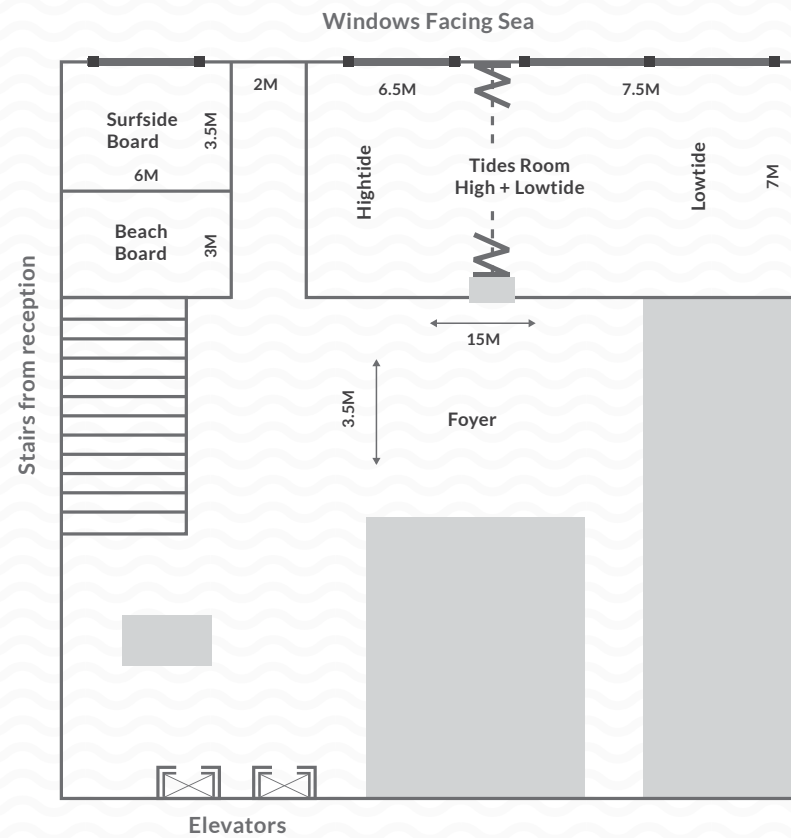 Windows Facing Sea
2M
6.5M
7.5M
Surfside
Board
3.5M
6M
Hightide
Tides Room
High + Lowtide
Lowtide
7M
Beach
Board
3M
Stairs from reception
15M
3.5M
Foyer
Elevators